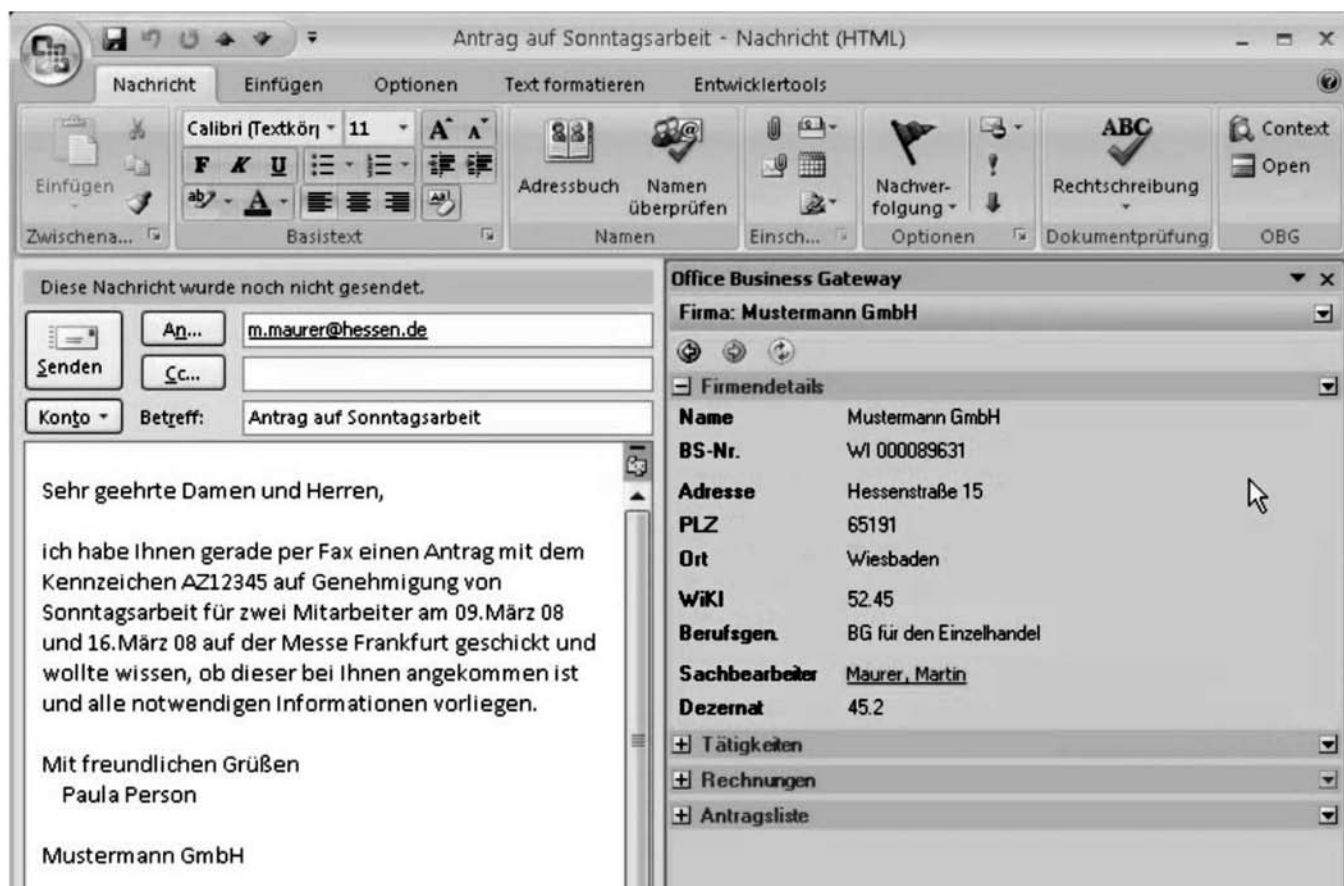 Antrag auf Sonntagsarbeit - Nachricht (HTML)
Nachricht Einfügen Optionen Text formatieren Entwicklertools
Einfügen
Zwischena...
Calibri (Textkörp 11 A A
F K U
ab A Aa
Basistext
Adressbuch
Namen
überprüfen
Namen
Einsch...
Nachver-
folgung
Optionen
ABC
Rechtschreibung
Dokumentprüfung
Context
Open
OBG
Diese Nachricht wurde noch nicht gesendet.
Senden
An... m.maurer@hessen.de
Cc...
Konto Betreff: Antrag auf Sonntagsarbeit
Sehr geehrte Damen und Herren,
ich habe Ihnen gerade per Fax einen Antrag mit dem
Kennzeichen AZ12345 auf Genehmigung von
Sonntagsarbeit für zwei Mitarbeiter am 09.März 08
und 16.März 08 auf der Messe Frankfurt geschickt und
wollte wissen, ob dieser bei Ihnen angekommen ist
und alle notwendigen Informationen vorliegen.
Mit freundlichen Grüßen
Paula Person
Mustermann GmbH
Office Business Gateway
Firma: Mustermann GmbH
Firmendetails
Name Mustermann GmbH
BS-Nr. WI 000089631
Adresse Hessenstraße 15
PLZ 65191
Ort Wiesbaden
WiKl 52.45
Berufsgen. BG für den Einzelhandel
Sachbearbeiter Maurer, Martin
Dezernat 45.2
Tätigkeiten
Rechnungen
Antragsliste